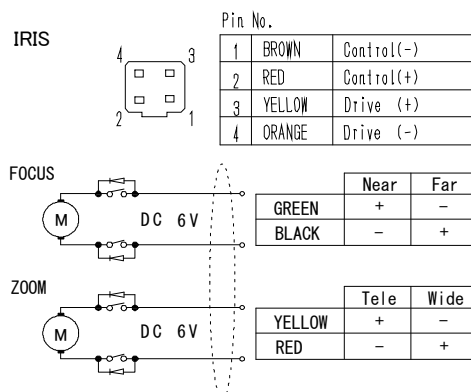 IRIS
Pin No.
1 BROWN Control(-)
2 RED Control(+)
3 YELLOW Drive (+)
4 ORANGE Drive (-)
4 3
2 1
FOCUS
M DC 6V
Near Far
GREEN + −
BLACK − +
ZOOM
M DC 6V
Tele Wide
YELLOW + −
RED − +